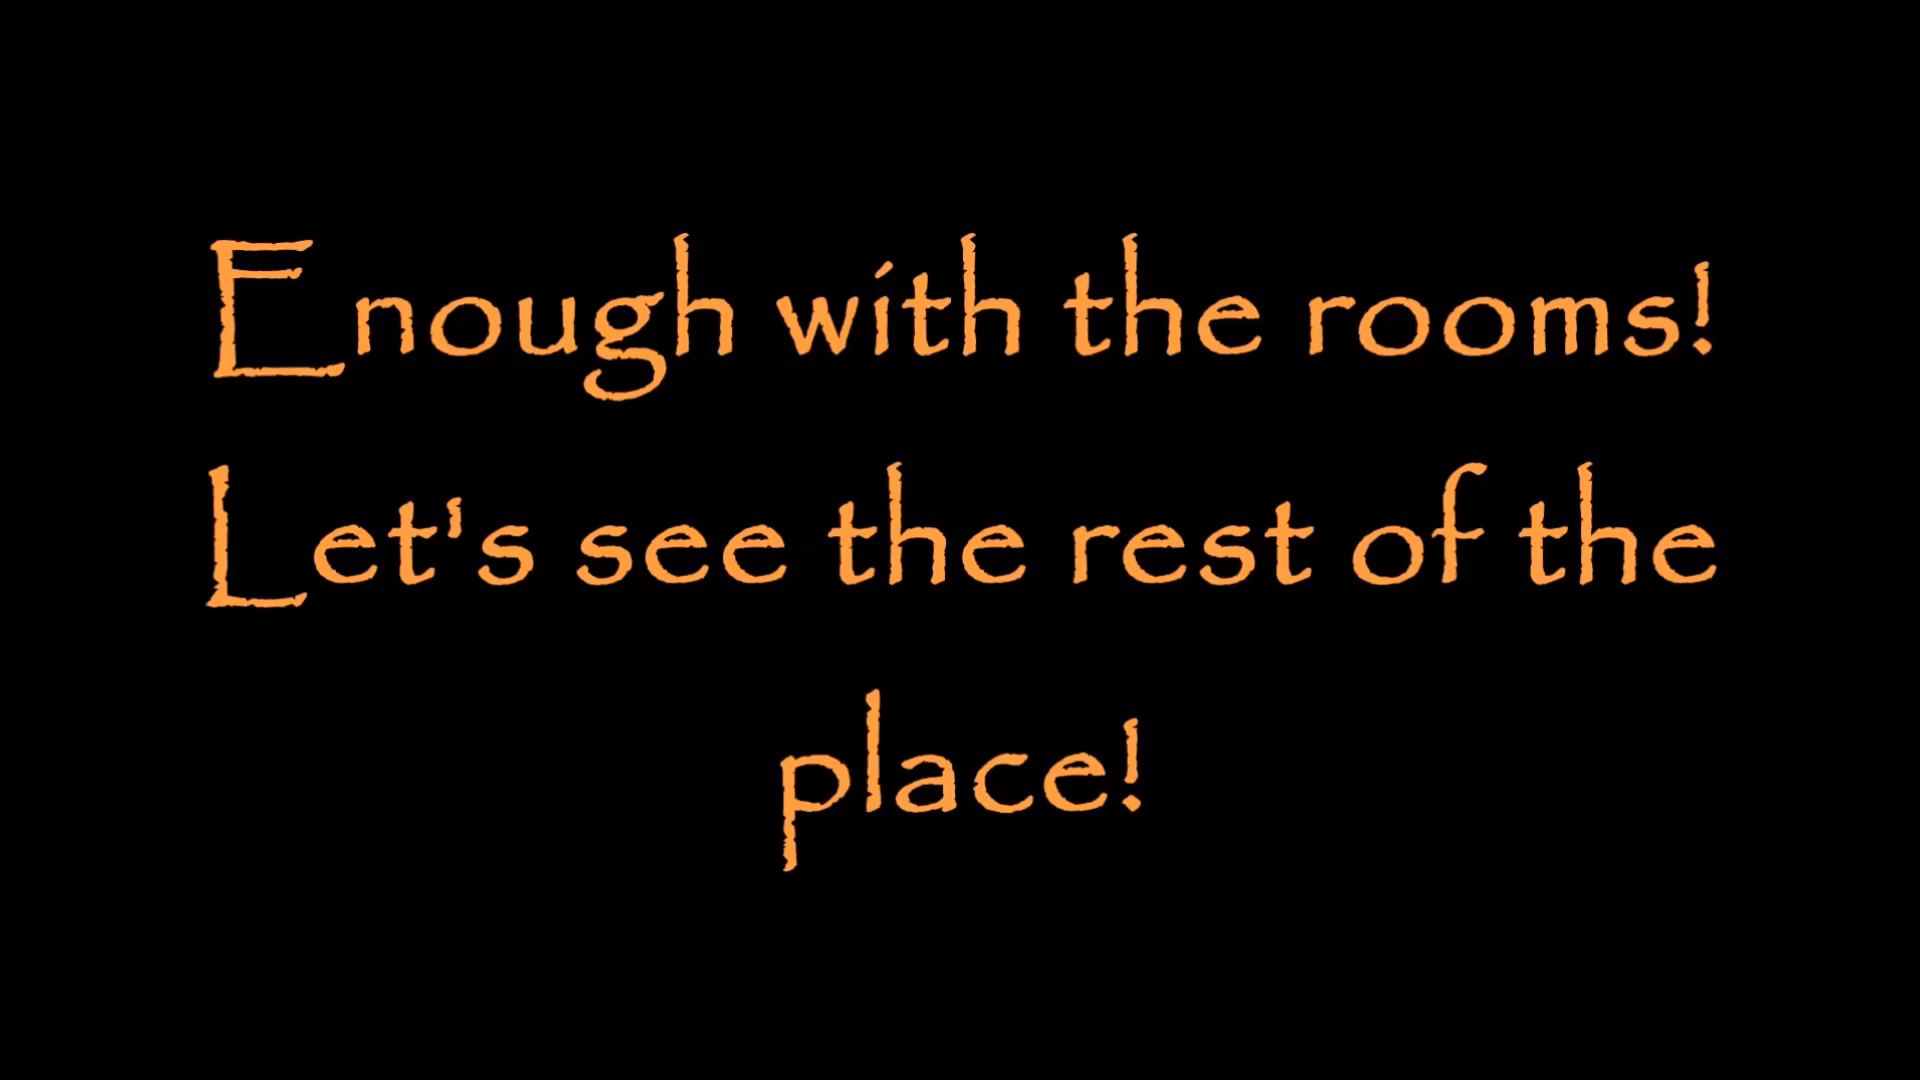 Enough with the rooms!
Let's see the rest of the
place!